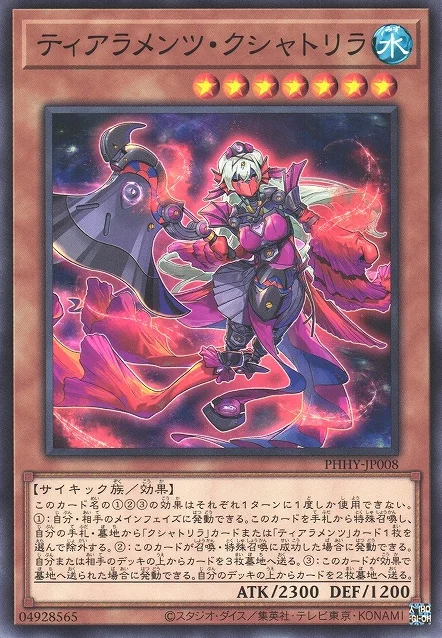 ティアラメンツ・クシャトリラ
水
PHHY-JP008
【サイキック族／効果】
このカード名の①②③の効果はそれぞれ1ターンに1度しか使用できない。
①：自分・相手のメインフェイズに発動できる。このカードを手札から特殊召喚し、
自分の手札・墓地から「クシャトリラ」カードまたは「ティアラメンツ」カード1枚を
選んで除外する。②：このカードが召喚・特殊召喚に成功した場合に発動できる。
自分または相手のデッキの上からカードを3枚墓地へ送る。③：このカードが効果で
墓地へ送られた場合に発動できる。自分のデッキの上からカードを2枚墓地へ送る。
ATK/2300 DEF/1200
04928565
©スタジオ・ダイス／集英社・テレビ東京・KONAMI